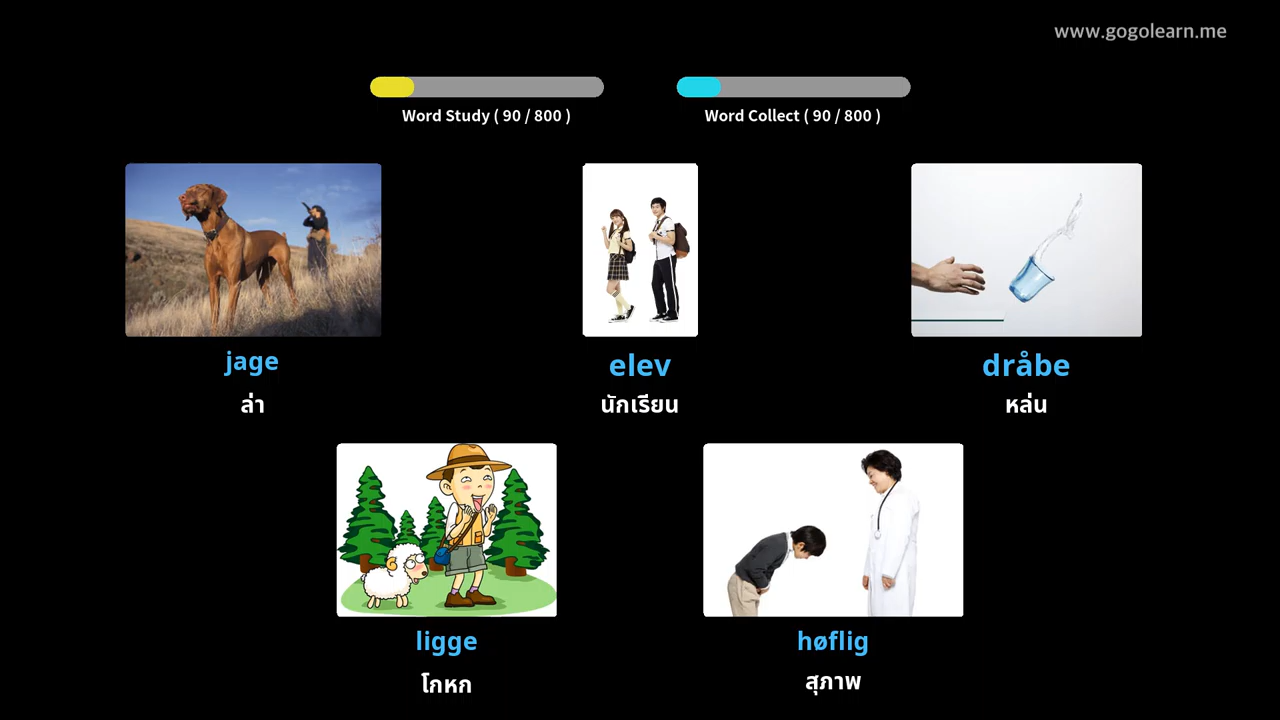 www.gogolearn.me
Word Study ( 90 / 800 )
Word Collect ( 90 / 800 )
jage
elev
dråbe
ล่า
นักเรียน
หล่น
ligge
høflig
โกหก
สุภาพ